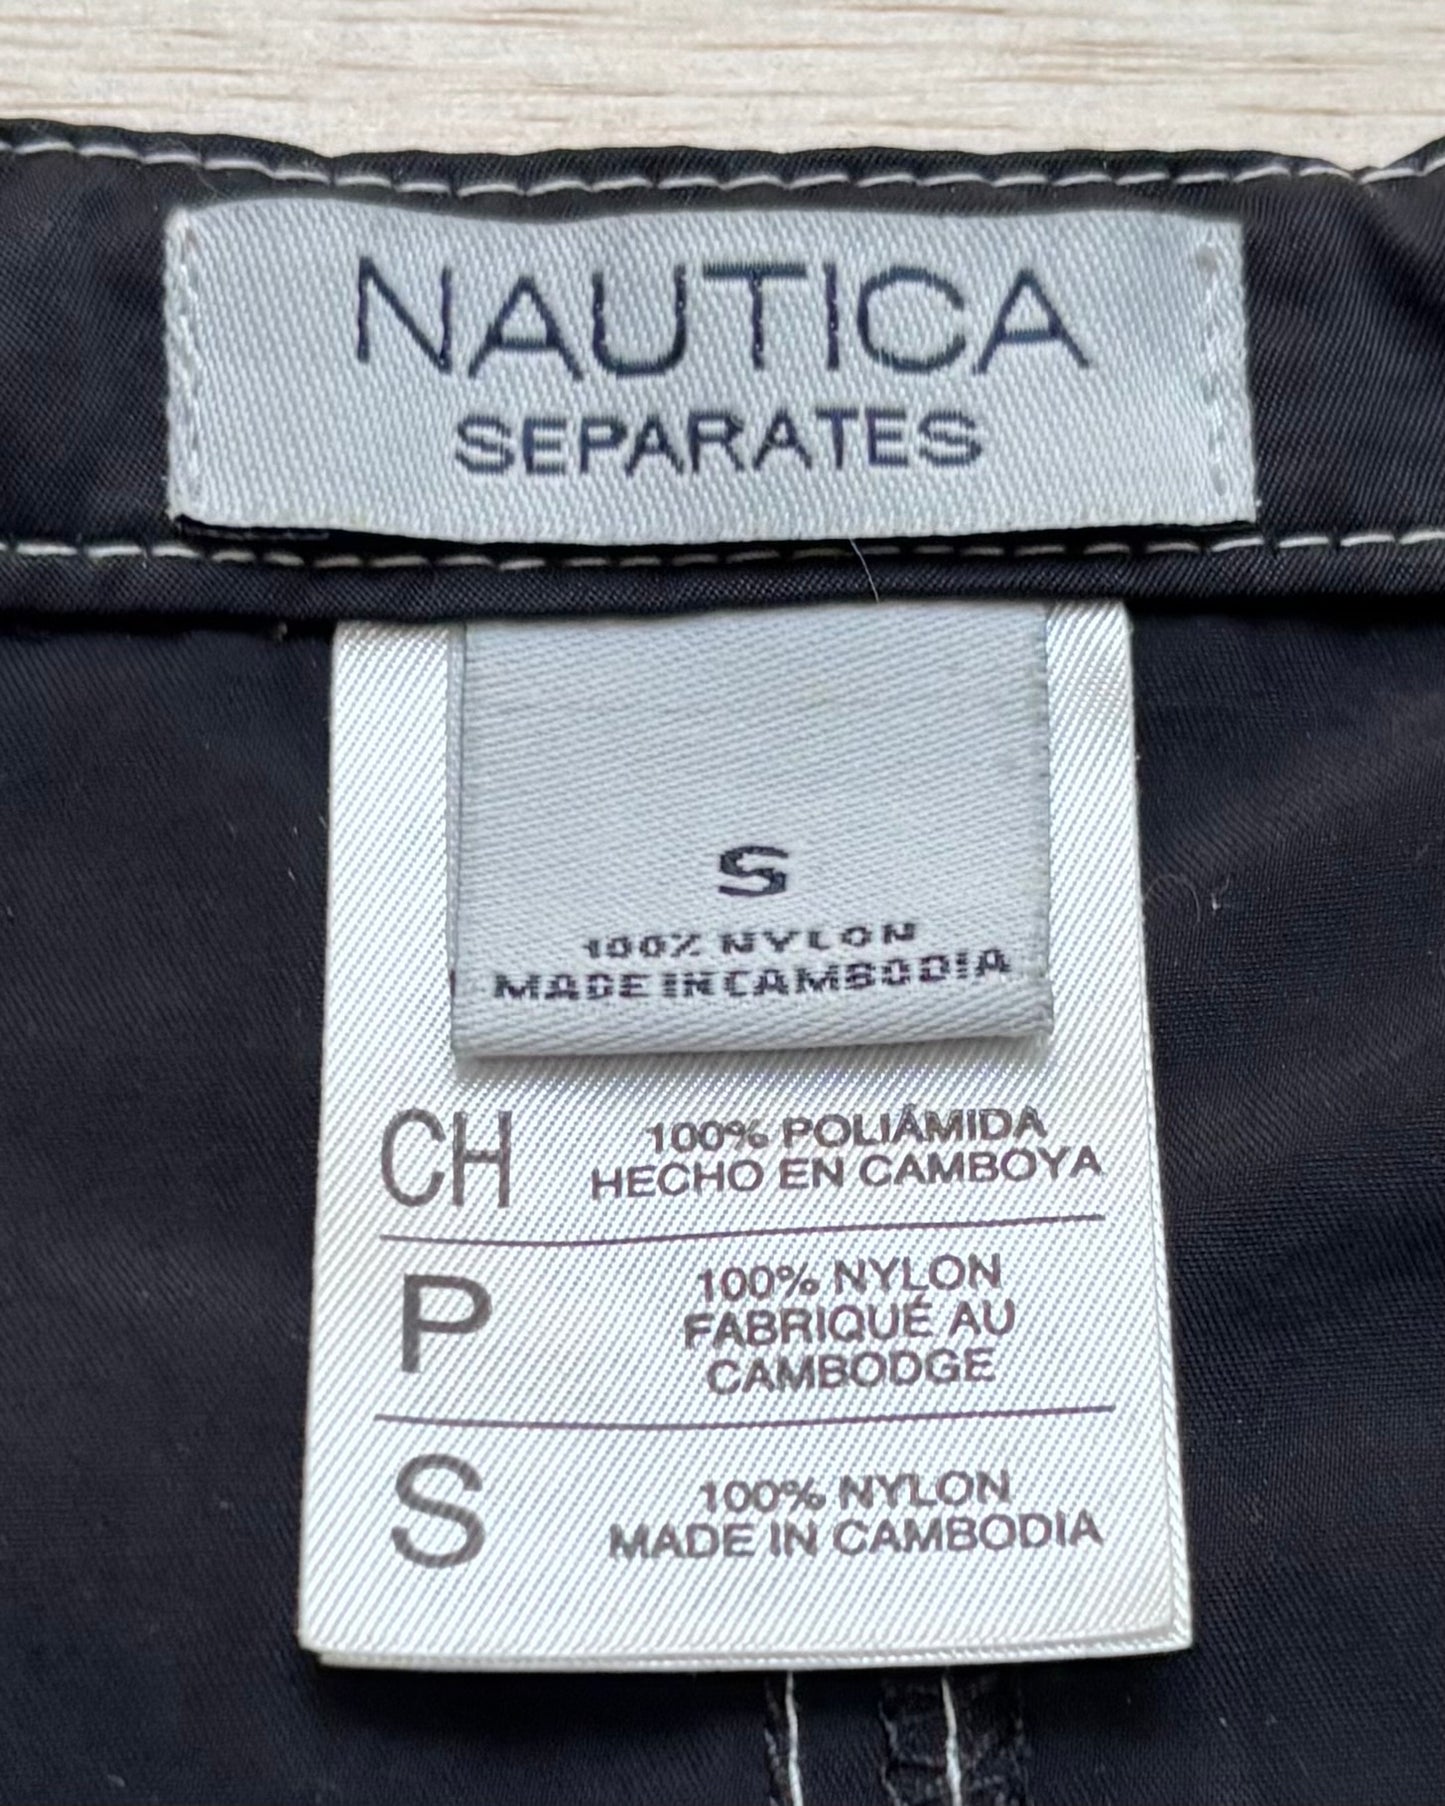 NAUTICA
SEPARATES
S
100% NYLON
MADE IN CAMBODIA
CH
100% POLIÁMIDA
HECHO EN CAMBOYA
P
100% NYLON
FABRIQUÉ AU
CAMBODGE
S
100% NYLON
MADE IN CAMBODIA